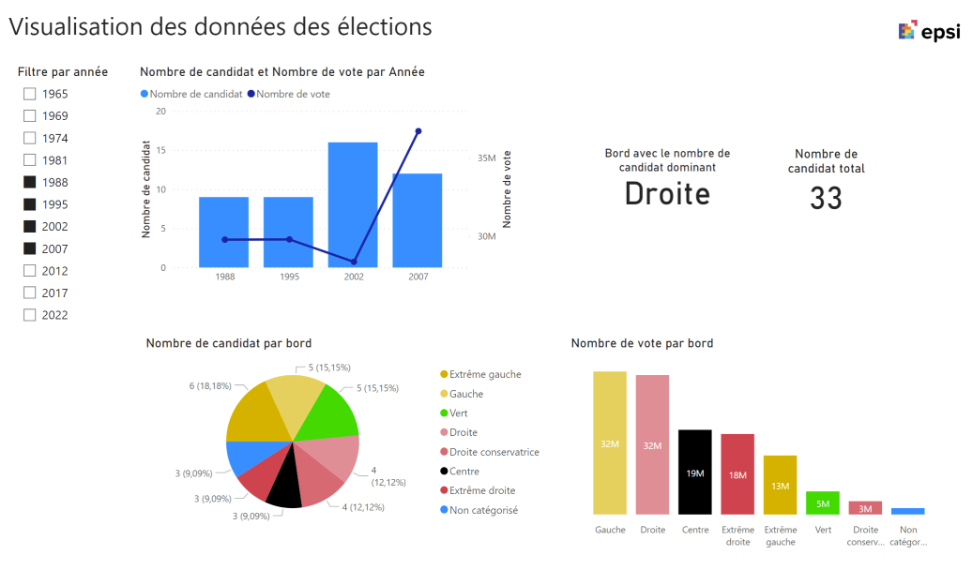 Visualisation des données des élections
epsi
Filtre par année
1965
1969
1974
1981
1988
1995
2002
2007
2012
2017
2022
Nombre de candidat et Nombre de vote par Année
Nombre de candidat Nombre de vote
Nombre de candidat
20
15
10
5
0
1988 1995 2002 2007
35M
30M
Nombre de vote
Bord avec le nombre de
candidat dominant
Droite
Nombre de
candidat total
33
Nombre de candidat par bord
5 (15,15%)
5 (15,15%)
4
(12,12%)
4 (12,12%)
3 (9,09%)
3 (9,09%)
3 (9,09%)
6 (18,18%)
Extrême gauche
Gauche
Vert
Droite
Droite conservatrice
Centre
Extrême droite
Non catégorisé
Nombre de vote par bord
32M
32M
19M
18M
13M
5M
3M
Gauche
Droite
Centre
Extrême
droite
Extrême
gauche
Vert
Droite
conserv...
Non
catégor...